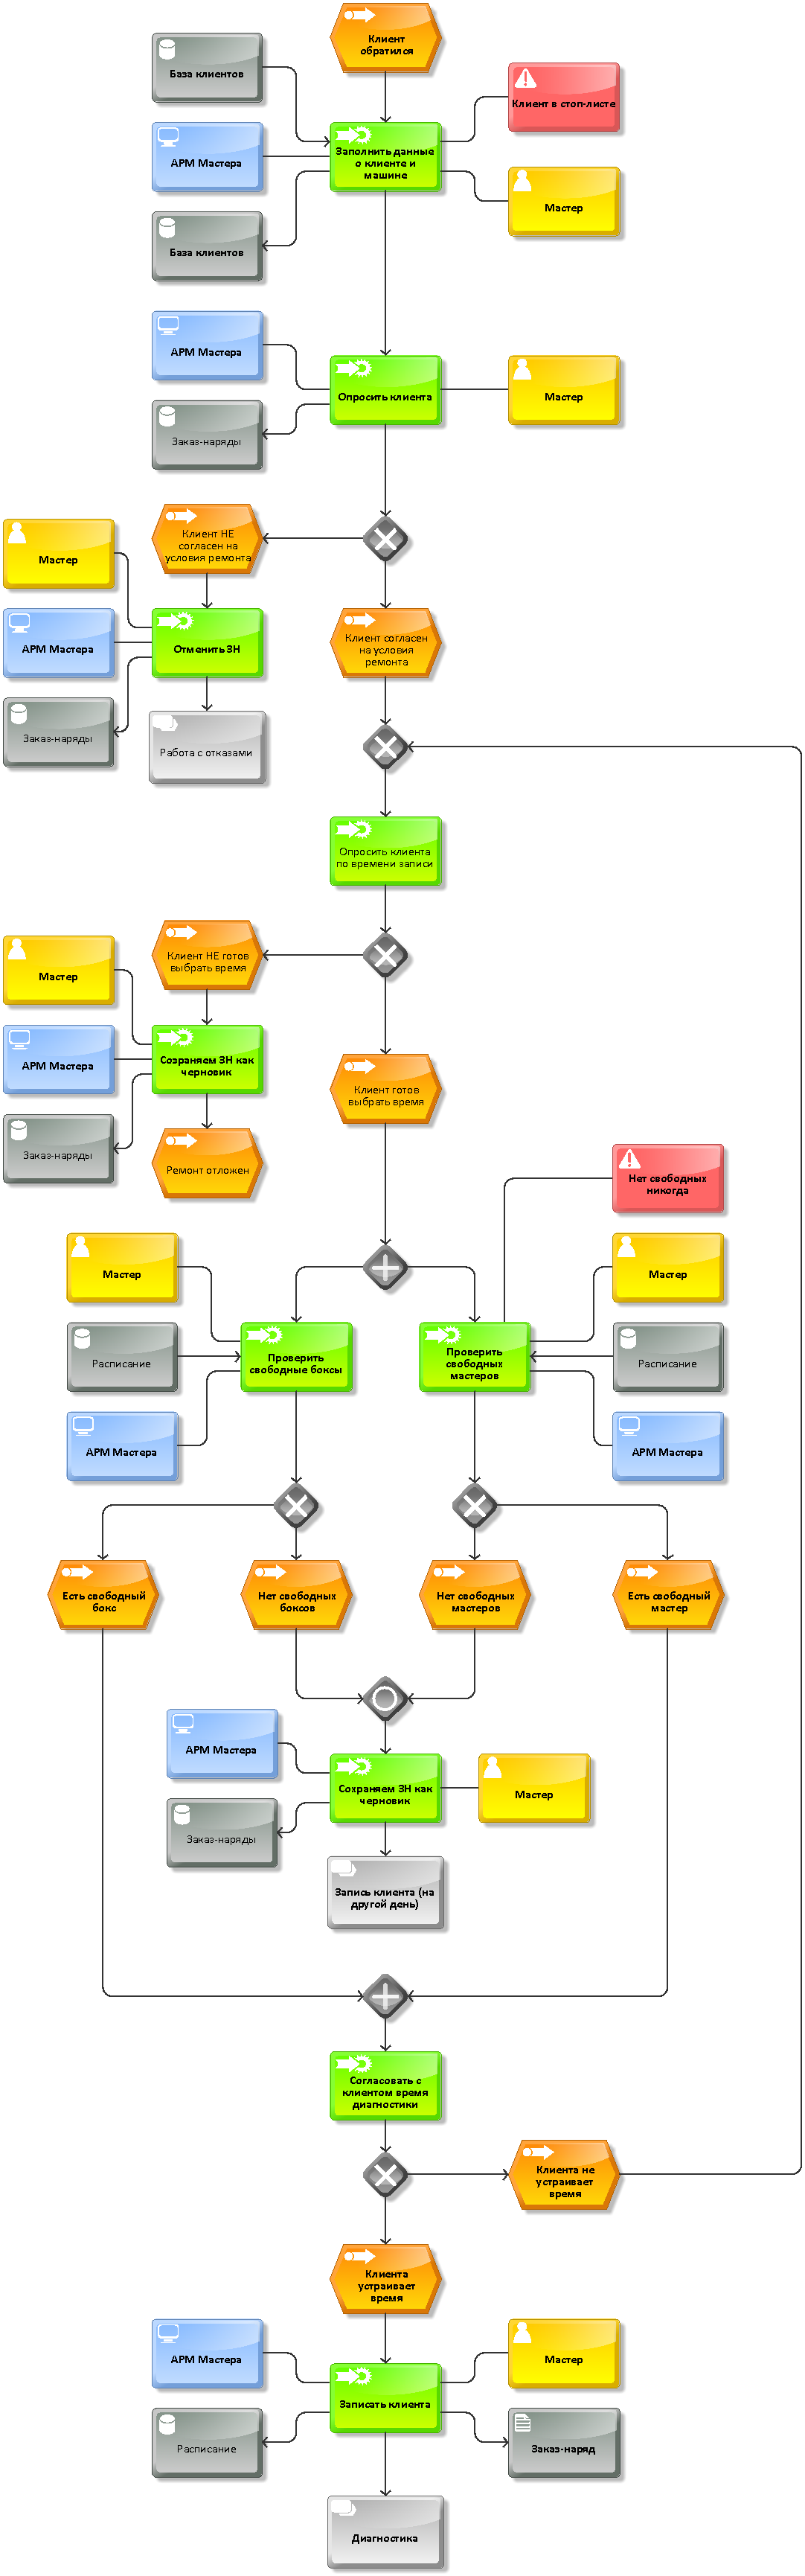 Клиент
обратился
База клиентов
Клиент в стоп-листе
АРМ Мастера
Заполнить данные
о клиенте и
машине
Мастер
База клиентов
АРМ Мастера
Опросить клиента
Мастер
Заказ-наряды
Клиент НЕ
согласен на
условия ремонта
Мастер
АРМ Мастера
Отменить ЗН
Клиент согласен
на условия
ремонта
Заказ-наряды
Работа с отказами
Опросить клиента
по времени записи
Клиент НЕ готов
выбрать время
Мастер
АРМ Мастера
Созраняем ЗН как
черновик
Клиент готов
выбрать время
Заказ-наряды
Ремонт отложен
Нет свободных
никогда
Мастер
Мастер
Расписание
Проверить
свободные боксы
Проверить
свободных
мастеров
Расписание
АРМ Мастера
АРМ Мастера
Есть свободный
бокс
Нет свободных
боксов
Нет свободных
мастеров
Есть свободный
мастер
АРМ Мастера
Сохраняем ЗН как
черновик
Мастер
Заказ-наряды
Запись клиента (на
другой день)
Согласовать с
клиентом время
диагностики
Клиента не
устраивает
время
Клиента
устраивает
время
АРМ Мастера
Мастер
Записать клиента
Расписание
Заказ-наряд
Диагностика